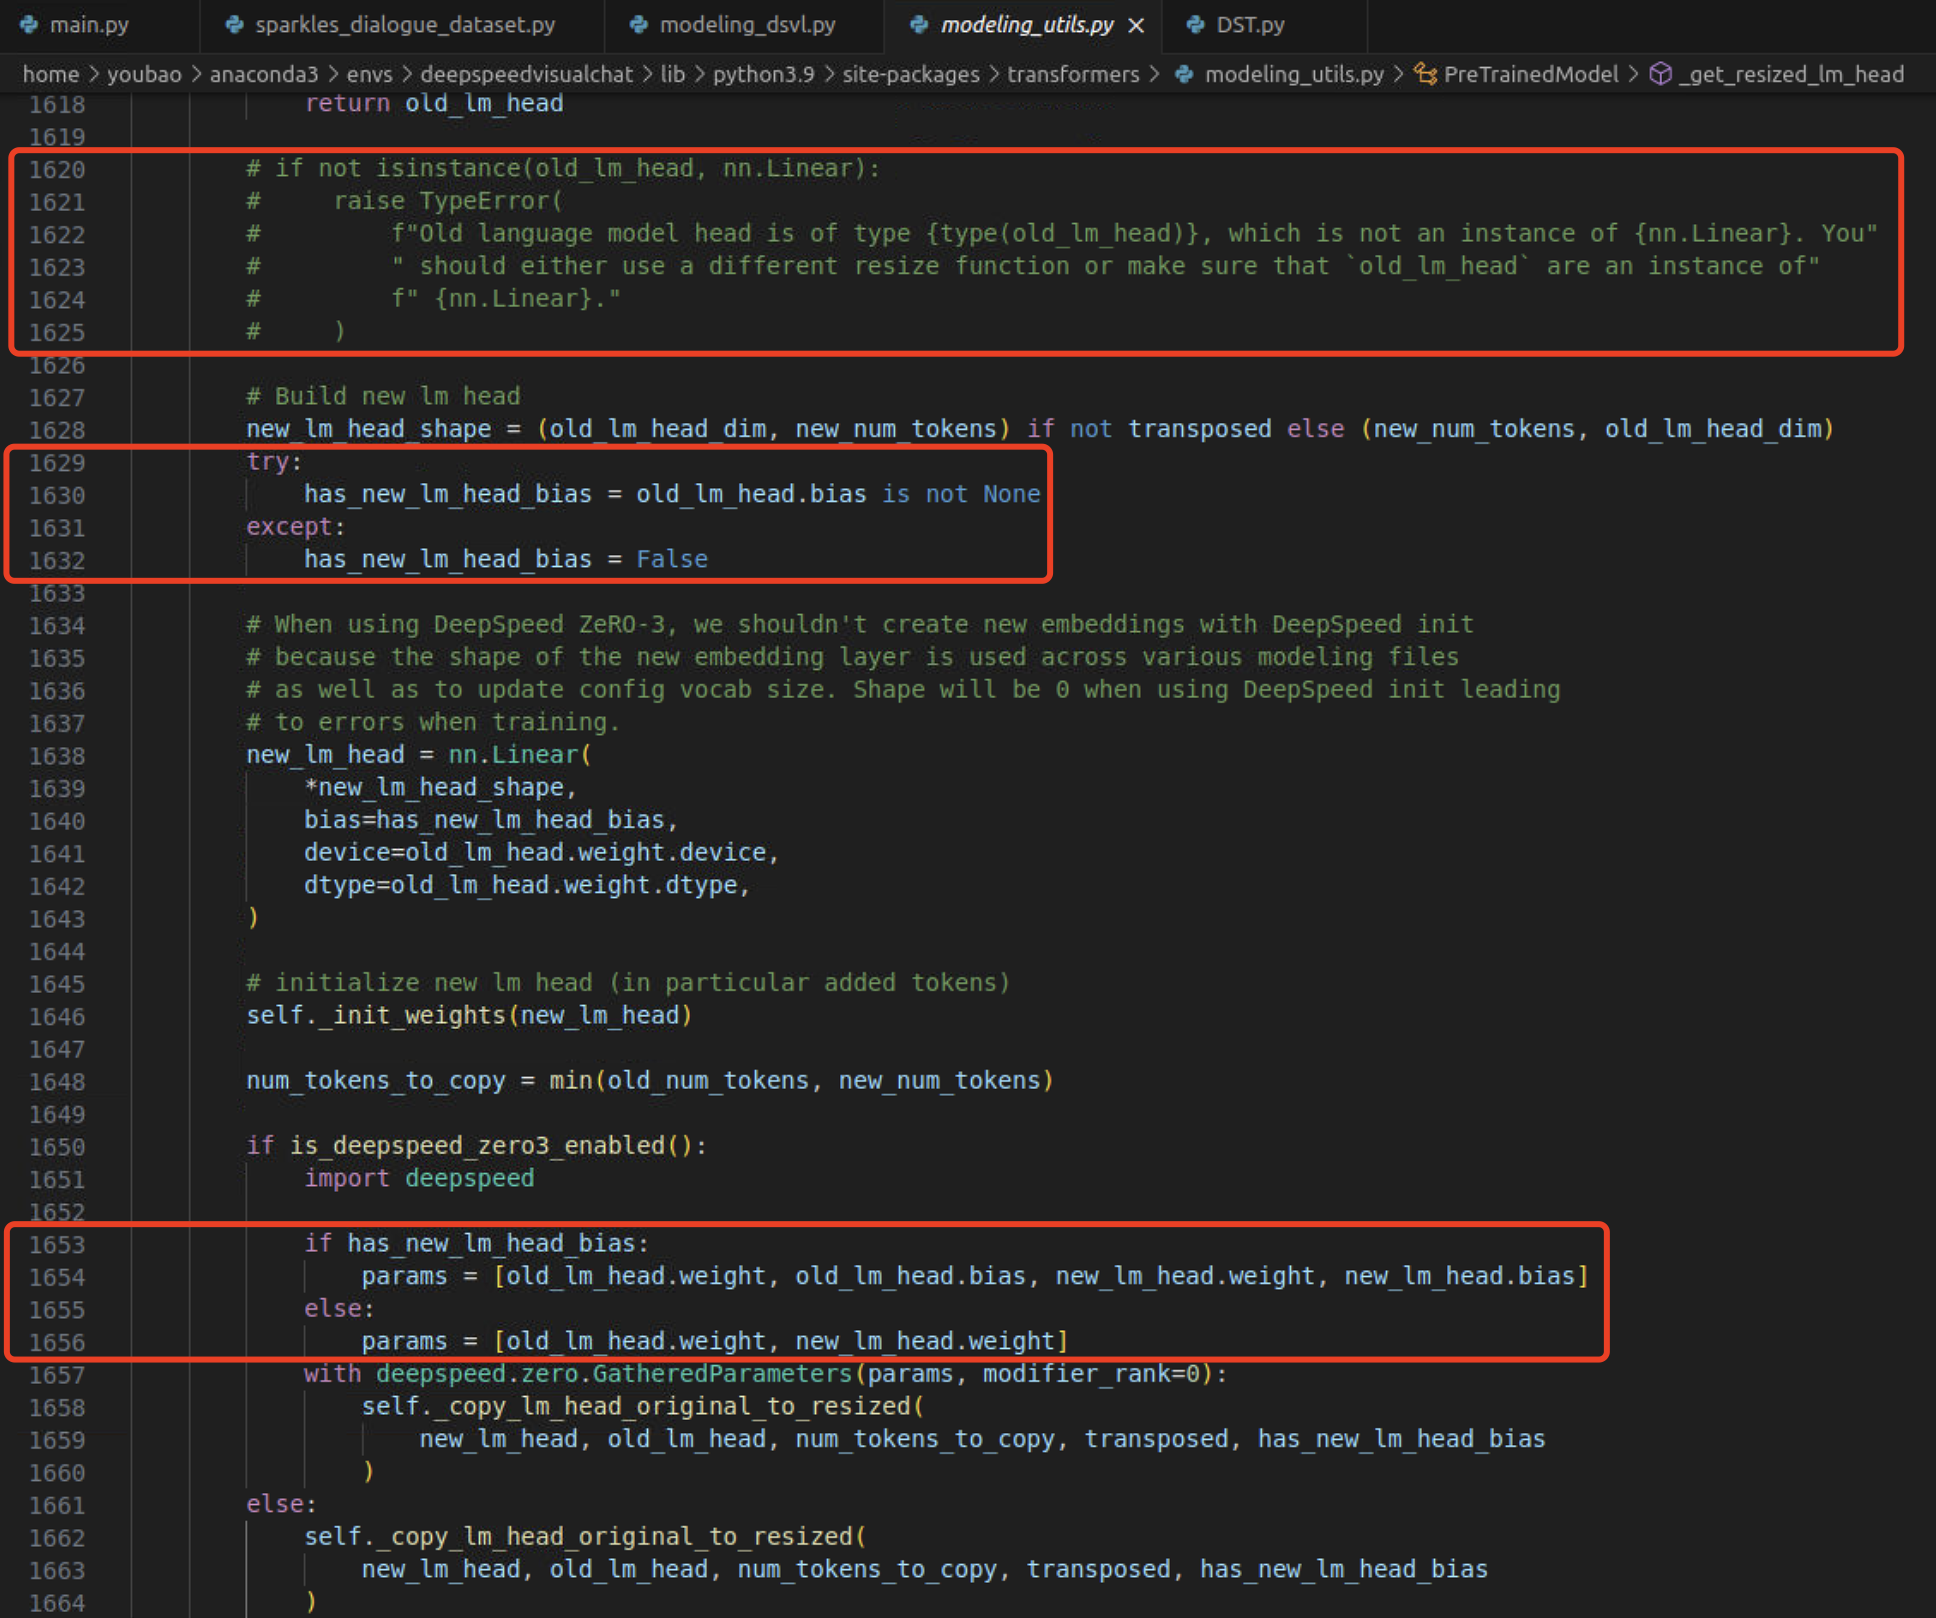 main.py sparkles_dialogue_dataset.py modeling_dsvl.py modeling_utils.py DST.py
home > youbao > anaconda3 > envs > deepspeedvisualchat > lib > python3.9 > site-packages > transformers > modeling_utils.py > PreTrainedModel > _get_resized_lm_head
1618             return old_lm_head
1619
1620         # if not isinstance(old_lm_head, nn.Linear):
1621         #     raise TypeError(
1622         #         f"Old language model head is of type {type(old_lm_head)}, which is not an instance of {nn.Linear}. You"
1623         #         " should either use a different resize function or make sure that `old_lm_head` are an instance of"
1624         #         f" {nn.Linear}."
1625         #     )
1626
1627         # Build new lm head
1628         new_lm_head_shape = (old_lm_head_dim, new_num_tokens) if not transposed else (new_num_tokens, old_lm_head_dim)
1629         try:
1630             has_new_lm_head_bias = old_lm_head.bias is not None
1631         except:
1632             has_new_lm_head_bias = False
1633
1634         # When using DeepSpeed ZeRO-3, we shouldn't create new embeddings with DeepSpeed init
1635         # because the shape of the new embedding layer is used across various modeling files
1636         # as well as to update config vocab size. Shape will be 0 when using DeepSpeed init leading
1637         # to errors when training.
1638         new_lm_head = nn.Linear(
1639             *new_lm_head_shape,
1640             bias=has_new_lm_head_bias,
1641             device=old_lm_head.weight.device,
1642             dtype=old_lm_head.weight.dtype,
1643         )
1644
1645         # initialize new lm head (in particular added tokens)
1646         self._init_weights(new_lm_head)
1647
1648         num_tokens_to_copy = min(old_num_tokens, new_num_tokens)
1649
1650         if is_deepspeed_zero3_enabled():
1651             import deepspeed
1652
1653             if has_new_lm_head_bias:
1654                 params = [old_lm_head.weight, old_lm_head.bias, new_lm_head.weight, new_lm_head.bias]
1655             else:
1656                 params = [old_lm_head.weight, new_lm_head.weight]
1657             with deepspeed.zero.GatheredParameters(params, modifier_rank=0):
1658                 self._copy_lm_head_original_to_resized(
1659                     new_lm_head, old_lm_head, num_tokens_to_copy, transposed, has_new_lm_head_bias
1660                 )
1661         else:
1662             self._copy_lm_head_original_to_resized(
1663                 new_lm_head, old_lm_head, num_tokens_to_copy, transposed, has_new_lm_head_bias
1664             )